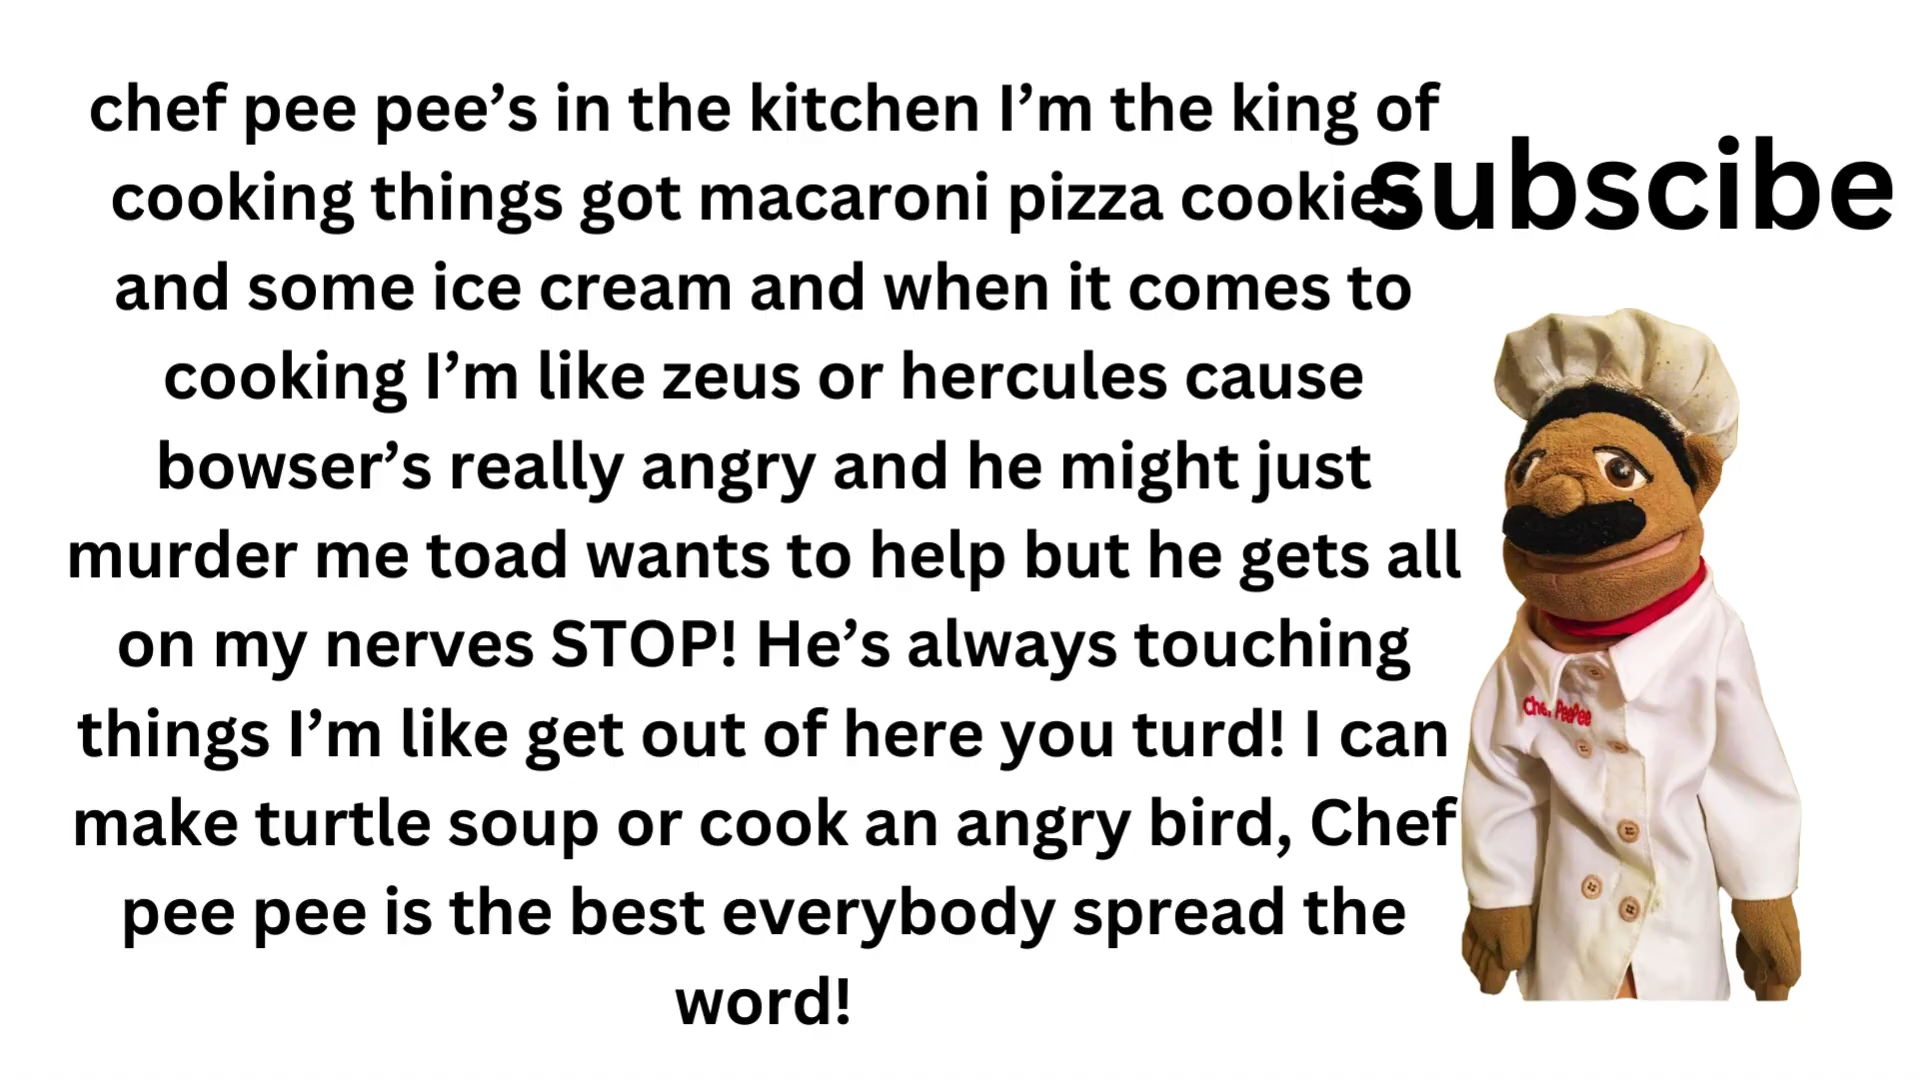 chef pee pee’s in the kitchen I’m the king of
cooking things got macaroni pizza cookies
and some ice cream and when it comes to
cooking I’m like zeus or hercules cause
bowser’s really angry and he might just
murder me toad wants to help but he gets all
on my nerves STOP! He’s always touching
things I’m like get out of here you turd! I can
make turtle soup or cook an angry bird, Chef
pee pee is the best everybody spread the
word!
subscibe
Chef PeePee